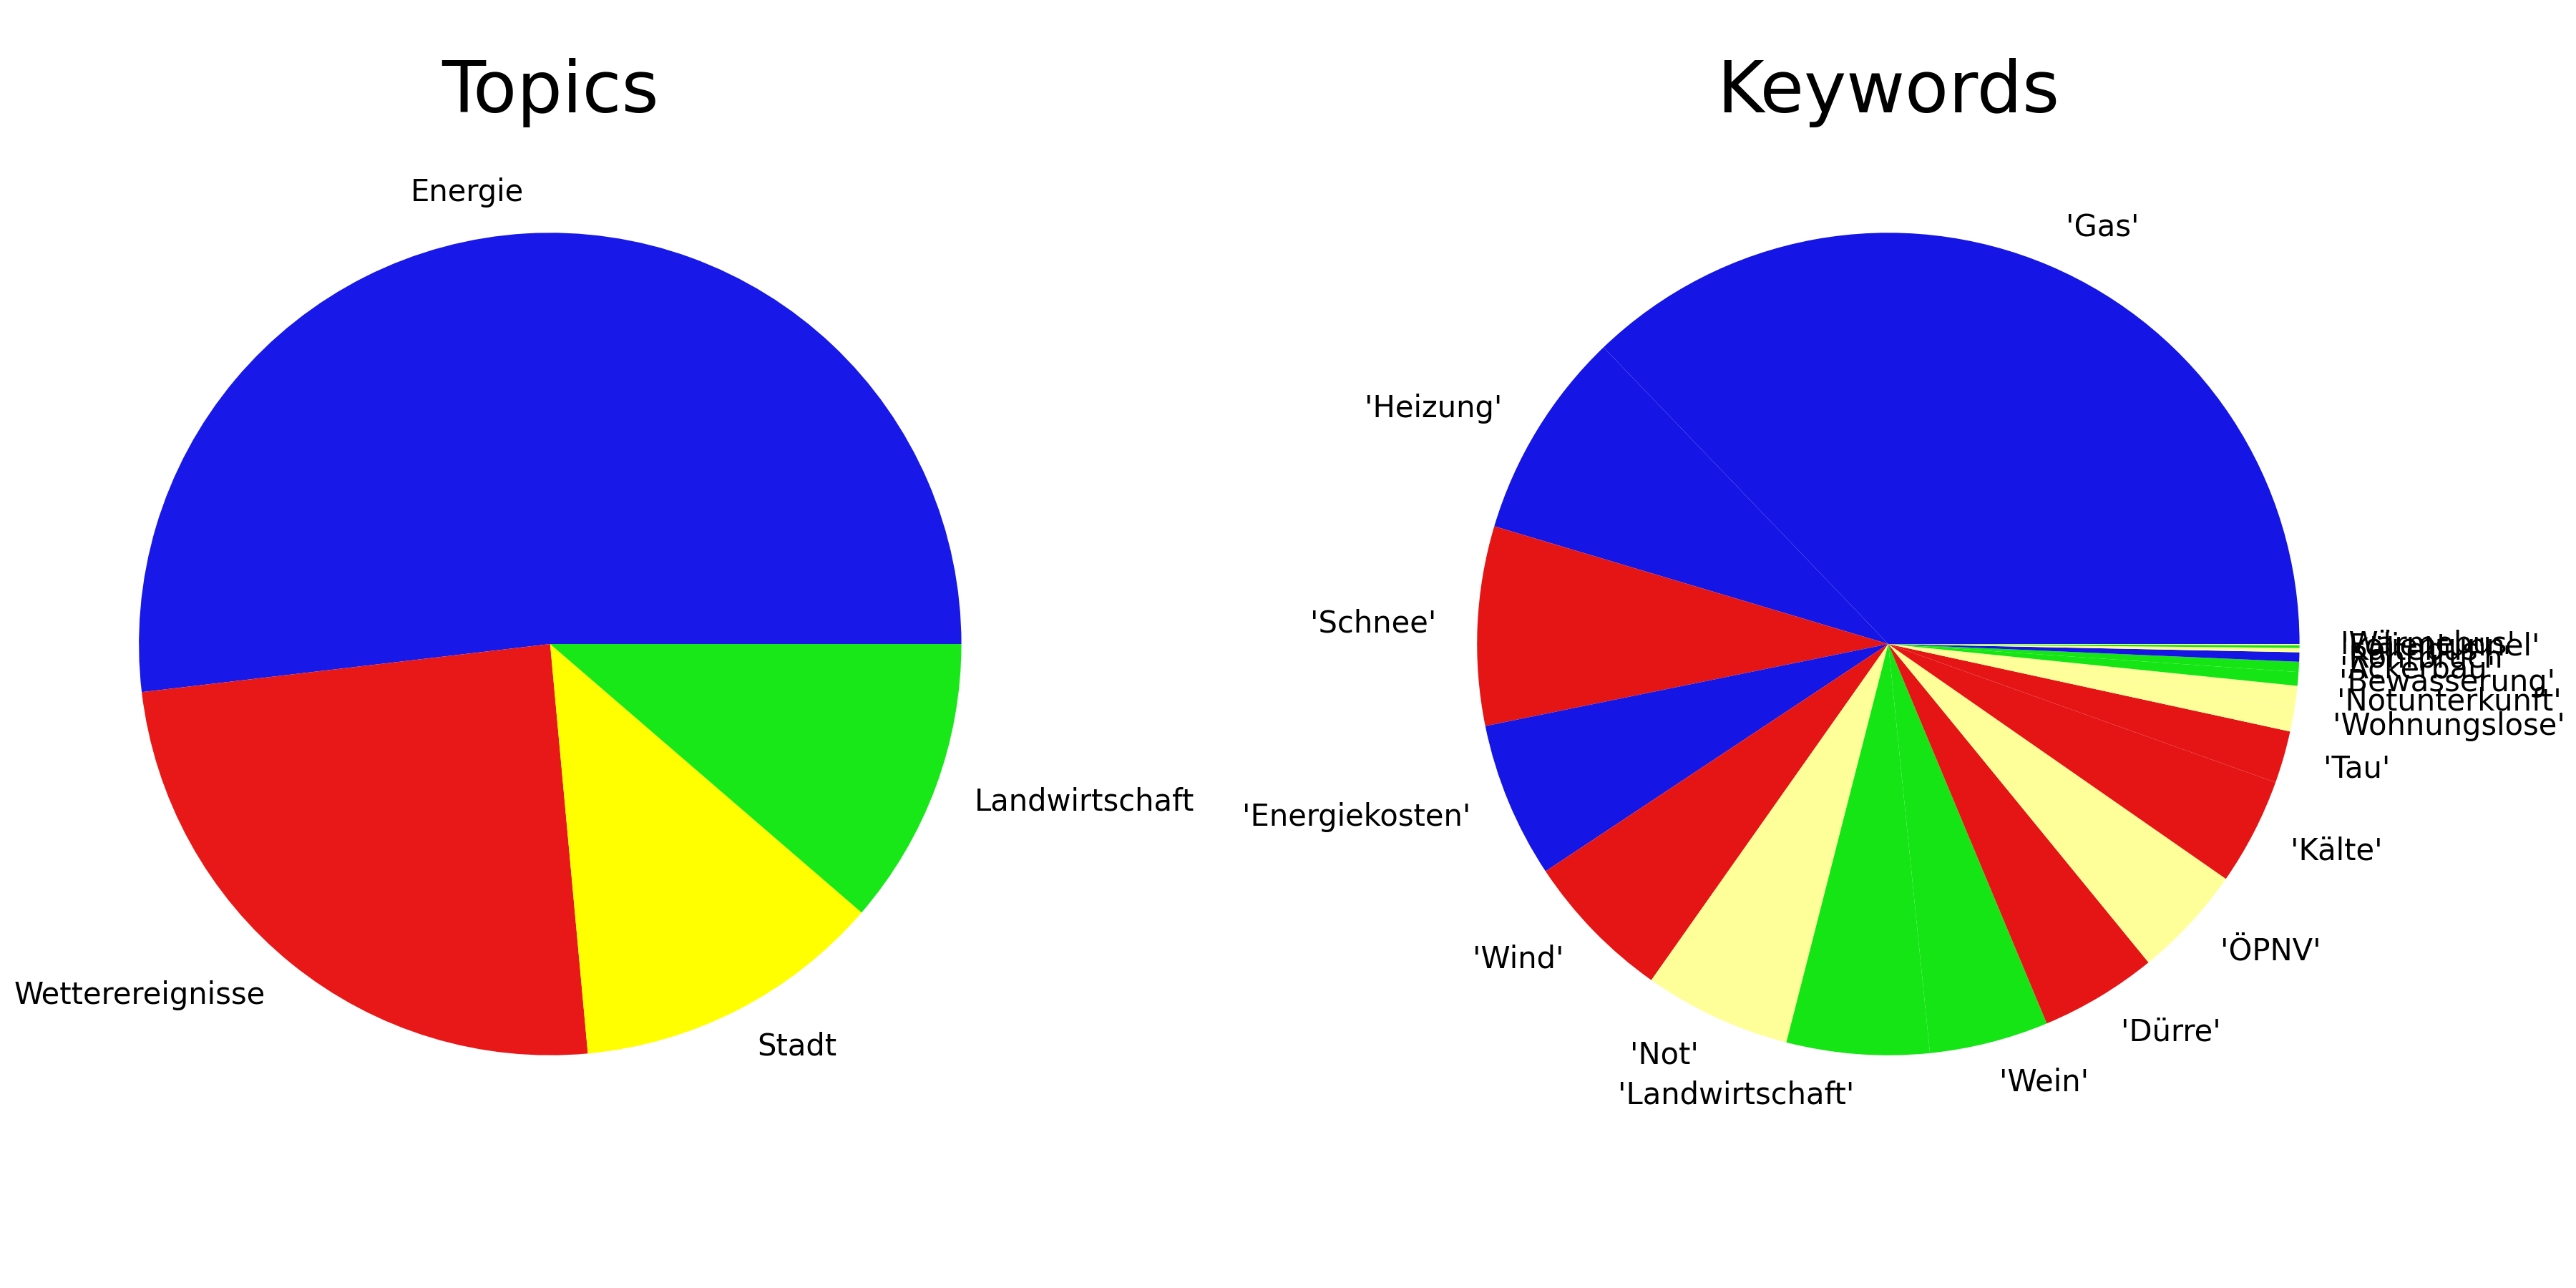 Topics
Energie
Wetterereignisse
Stadt
Landwirtschaft
Keywords
'Gas'
'Heizung'
'Schnee'
'Energiekosten'
'Wind'
'Not'
'Landwirtschaft'
'Wein'
'Dürre'
'ÖPNV'
'Kälte'
'Tau'
'Wohnungslose'
'Notunterkunft'
'Bewässerung'
'Ackerbau'
'Wärmebus'